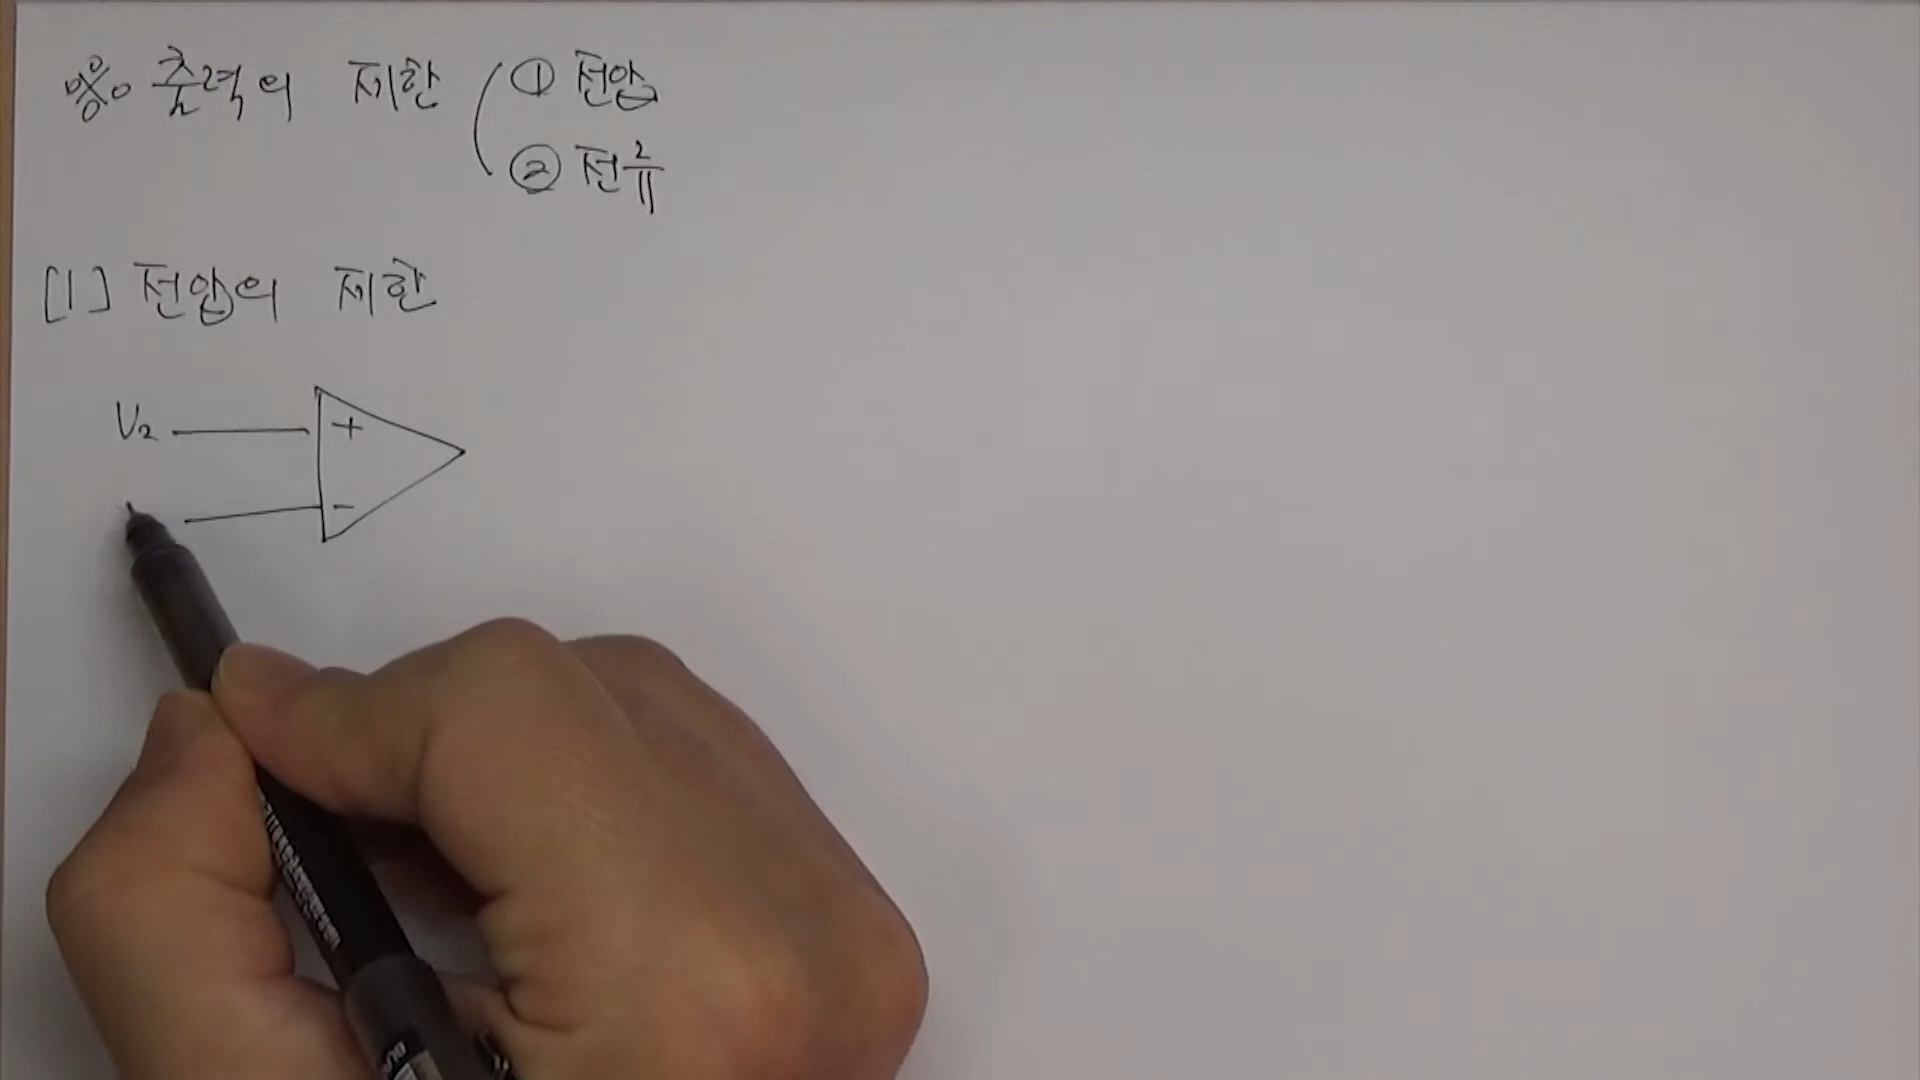 ※ 출력의 제한 ( ① 전압
② 전류
[1] 전압의 제한
V₂ +
-